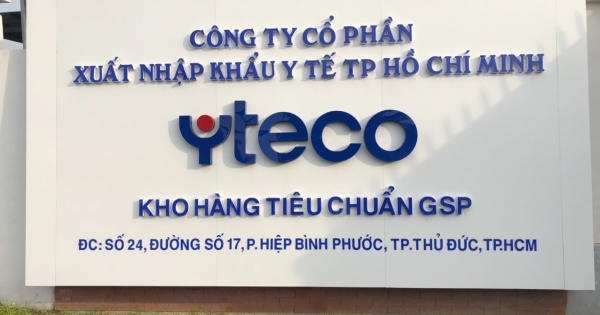 CÔNG TY CỔ PHẦN
XUẤT NHẬP KHẨU Y TẾ TP HỒ CHÍ MINH
yteco
KHO HÀNG TIÊU CHUẨN GSP
ĐC: SỐ 24, ĐƯỜNG SỐ 17, P. HIỆP BÌNH PHƯỚC, TP.THỦ ĐỨC, TP.HCM